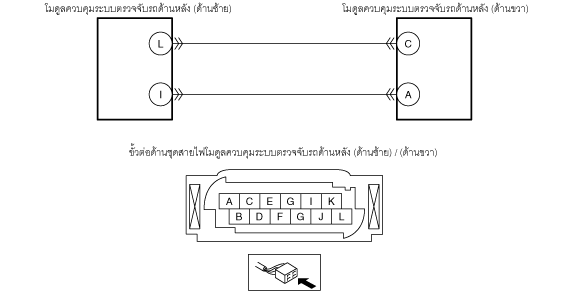 โมดูลควบคุมระบบตรวจจับรถด้านหลัง (ด้านซ้าย) โมดูลควบคุมระบบตรวจจับรถด้านหลัง (ด้านขวา)
L C
I A
ขั้วต่อด้านชุดสายไฟโมดูลควบคุมระบบตรวจจับรถด้านหลัง (ด้านซ้าย) / (ด้านขวา)
A C E G I K
B D F G J L